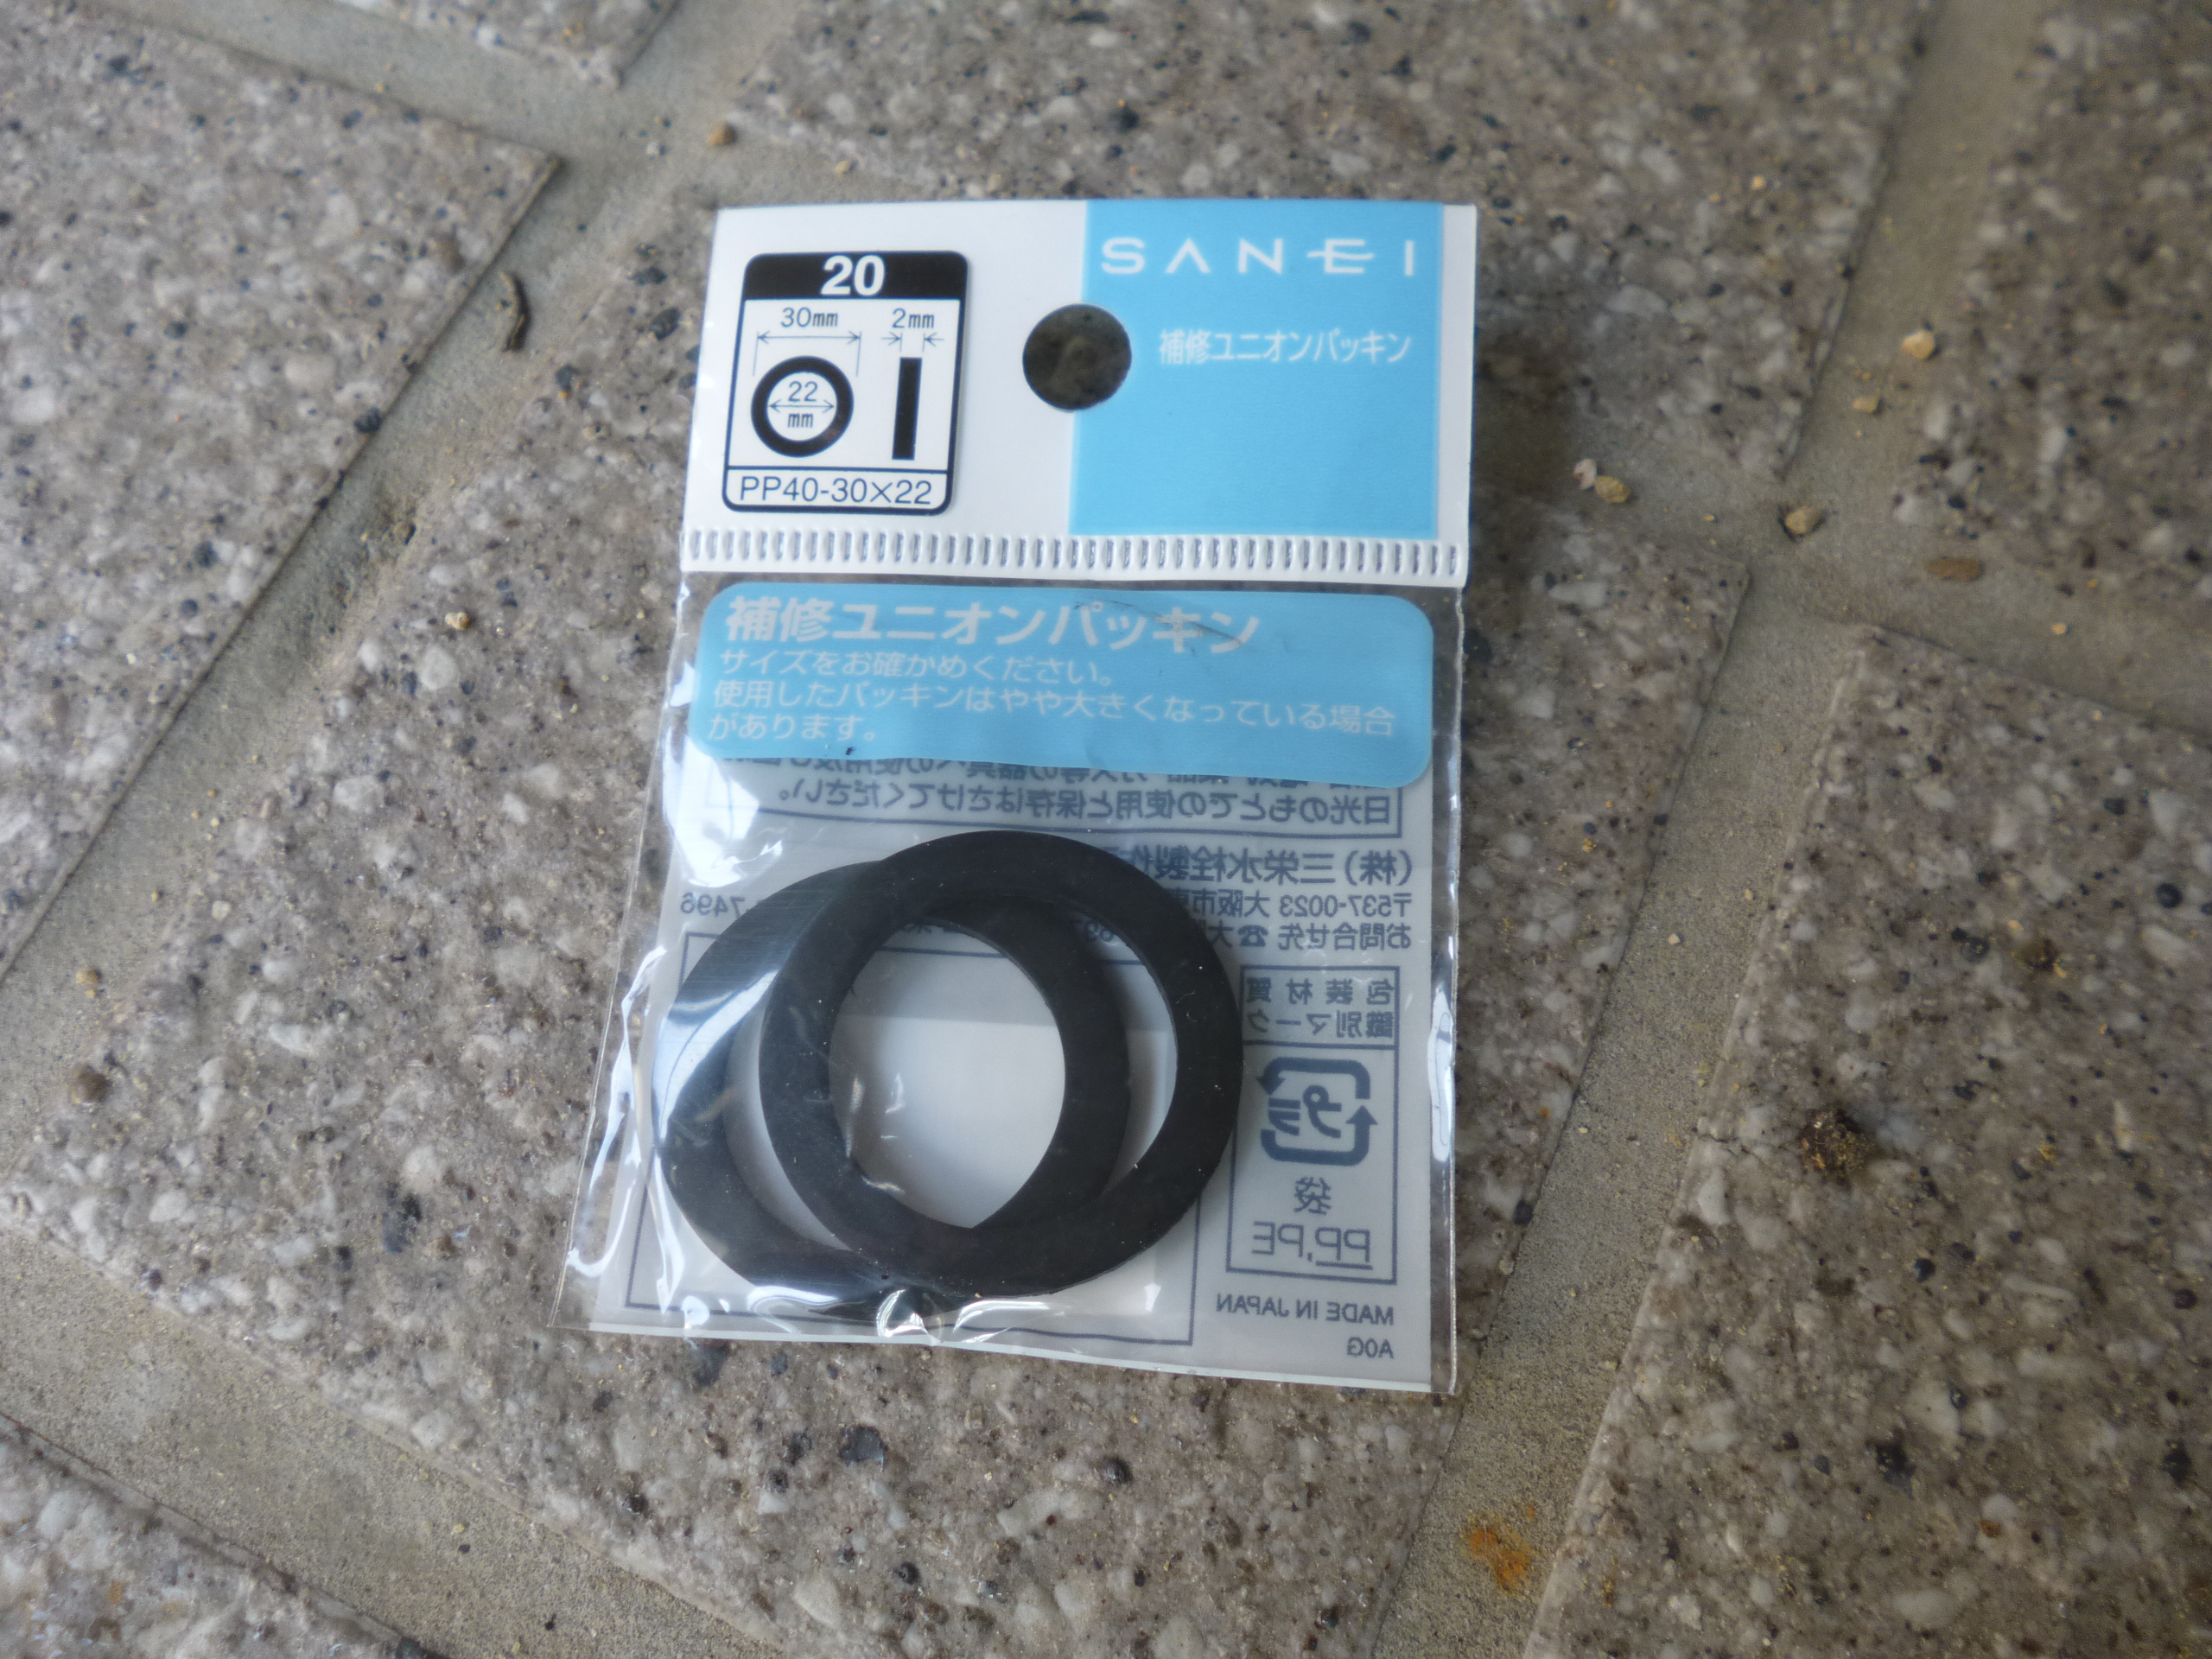 20
30mm 2mm
22
mm
PP40-30×22
SANEI
補修ユニオンパッキン
補修ユニオンパッキン
サイズをお確かめください。
使用したパッキンはやや大きくなっている場合
があります。
日光のもとでの使用と保存はさけてください。
(株)三栄水栓製
〒537-0023 大阪市 7496
お問合せ先 ☎ 大
包装材質
識別マーク
プラ
袋
PP,PE
MADE IN JAPAN
A0G